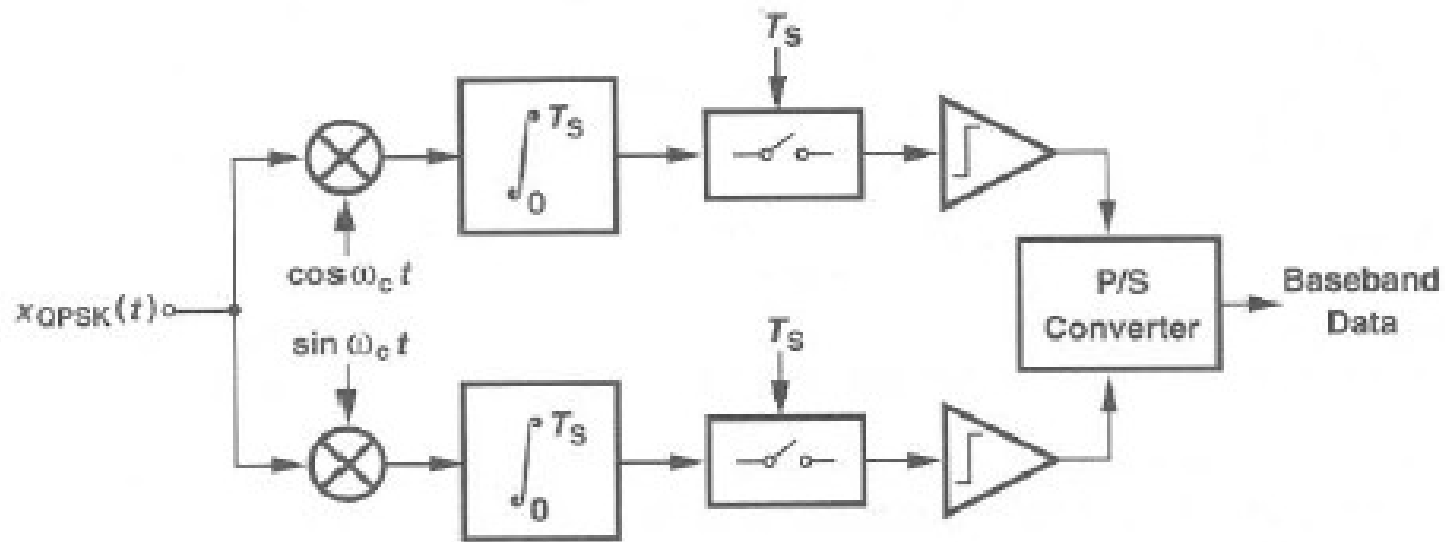 T_S
∫_0^{T_S}
cos ω_c t
x_QPSK(t)
P/S
Converter
Baseband
Data
sin ω_c t
T_S
∫_0^{T_S}